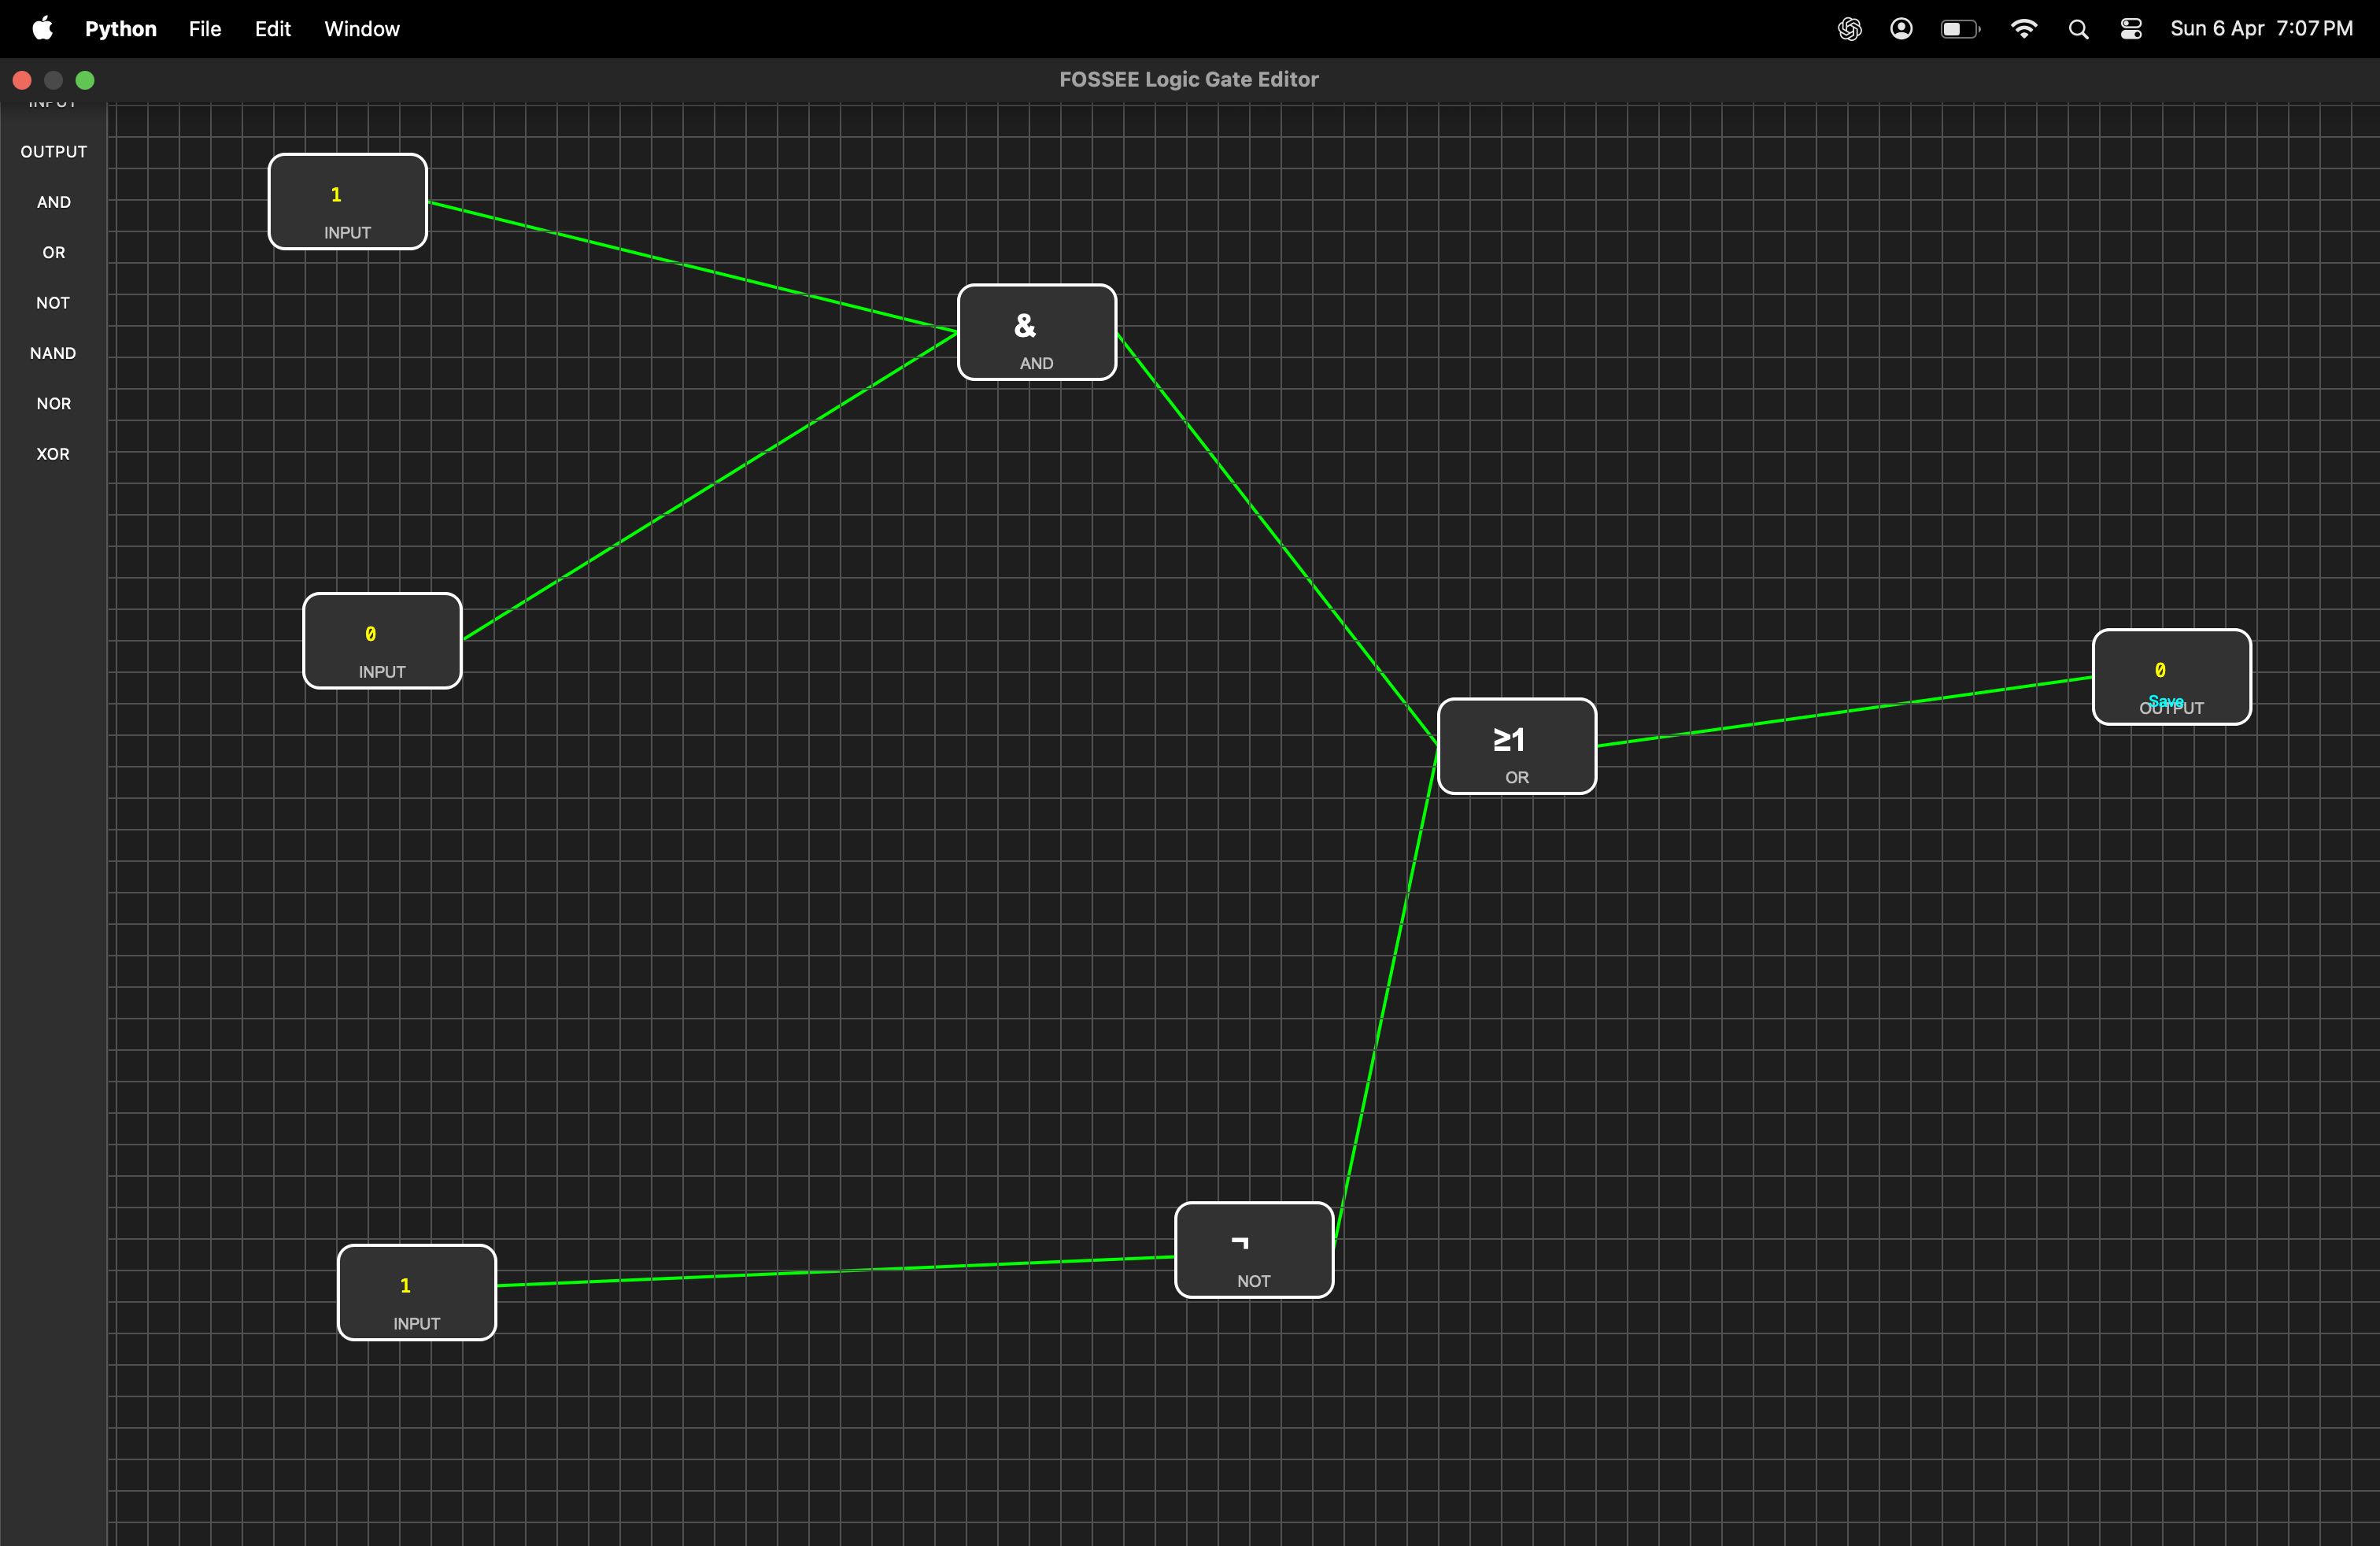 Python File Edit Window Sun 6 Apr 7:07 PM
FOSSEE Logic Gate Editor
INPUT
OUTPUT
AND
OR
NOT
NAND
NOR
XOR
1
INPUT
&
AND
0
INPUT
0
Save
OUTPUT
≥1
OR
¬
NOT
1
INPUT